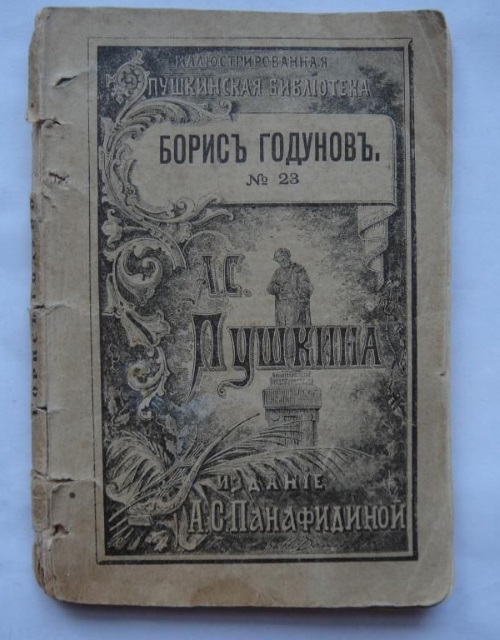 ИЛЛЮСТРИРОВАННАЯ
ПУШКИНСКАЯ БИБЛІОТЕКА
БОРИСЪ ГОДУНОВЪ.
№ 23
А.С.
ПУШКИНА
ИЗДАНІЕ
А.С.ПАНАФИДИНОЙ